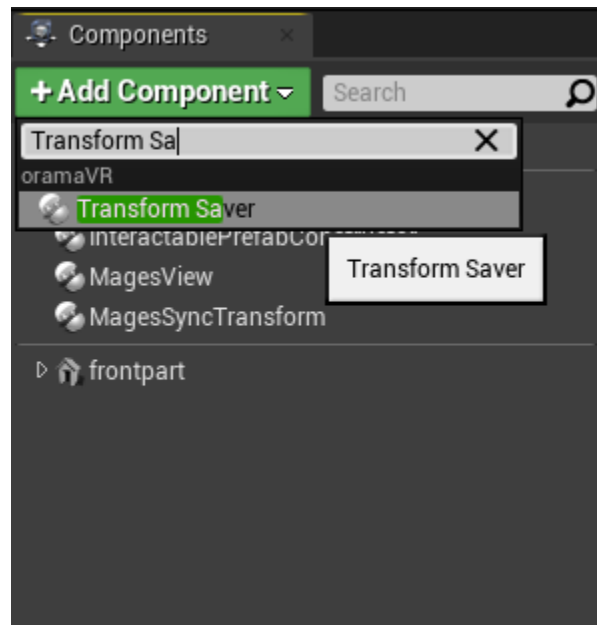 Components
+ Add Component
Search
Transform Sa
oramaVR
Transform Saver
Transform Saver
MagesView
MagesSyncTransform
frontpart